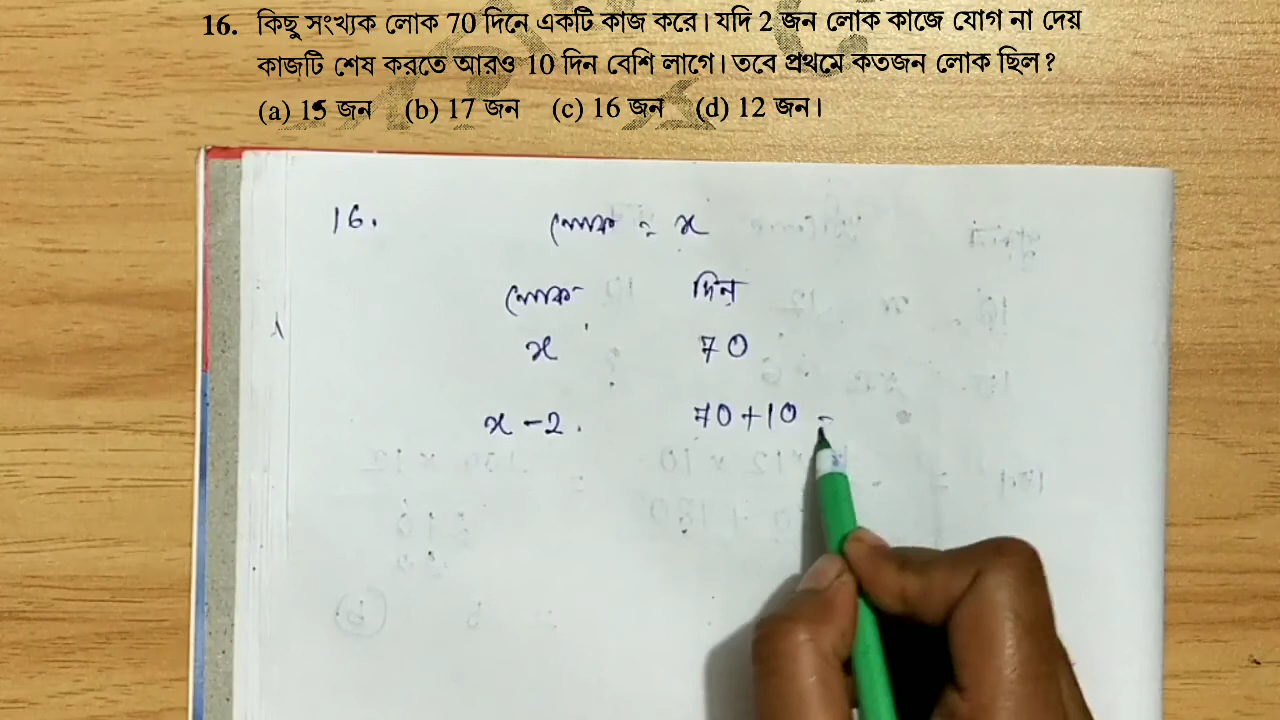 16. কিছু সংখ্যক লোক 70 দিনে একটি কাজ করে। যদি 2 জন লোক কাজে যোগ না দেয়
কাজটি শেষ করতে আরও 10 দিন বেশি লাগে। তবে প্রথমে কতজন লোক ছিল?
(a) 15 জন (b) 17 জন (c) 16 জন (d) 12 জন।
16. লোক = x
লোক দিন
x 70
x - 2. 70 + 10 =